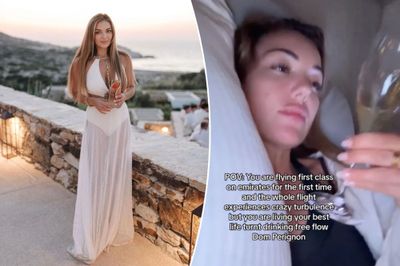 POV: You are flying first class
on emirates for the first time
and the whole flight
experiences crazy turbulence
but you are living your best
life turnt drinking free flow
Dom Perignon